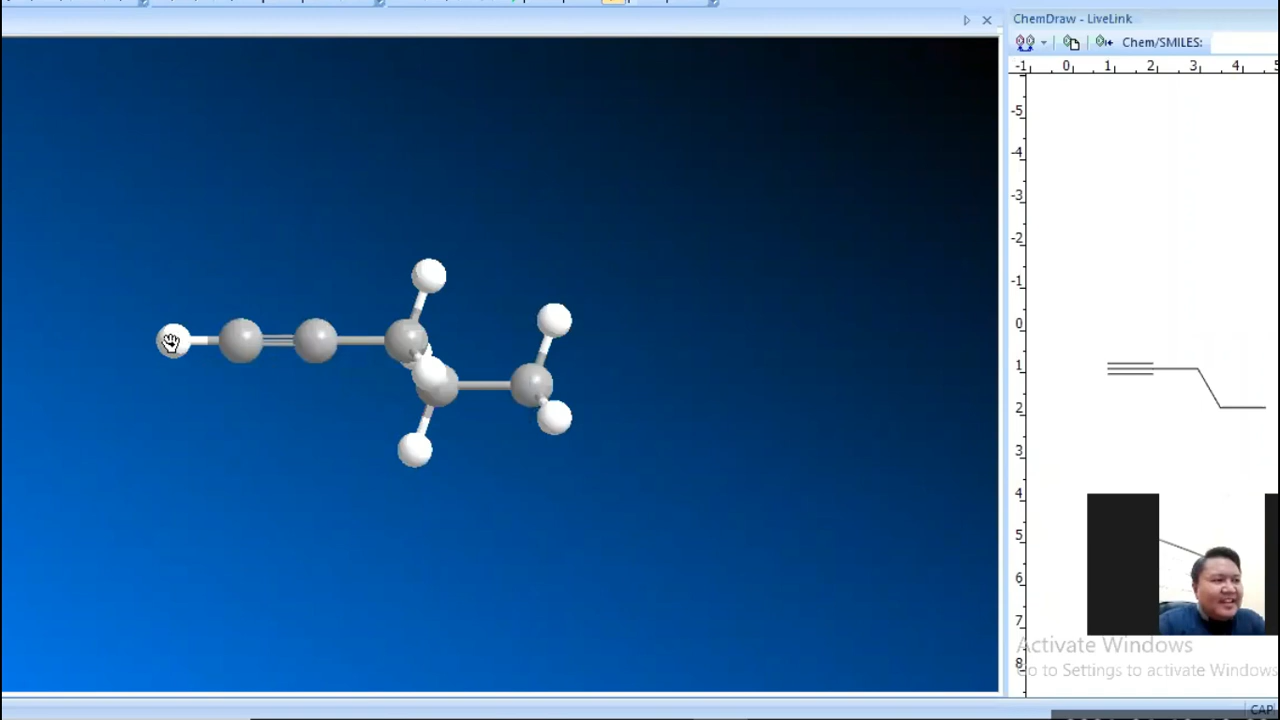 ChemDraw - LiveLink
Chem/SMILES:
-1 0 1 2 3 4 5
-5
-4
-3
-2
-1
0
1
2
3
4
5
6
7
8
Activate Windows
Go to Settings to activate Windows
CAP